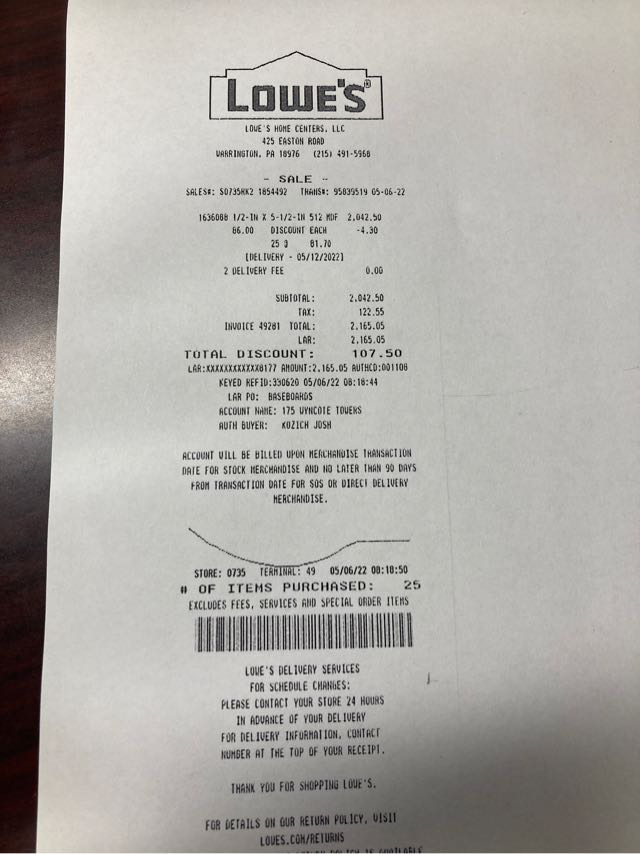 LOWE'S®
LOWE'S HOME CENTERS, LLC
425 EASTON ROAD
WARRINGTON, PA 18976 (215) 491-5968
- SALE -
SALES#: S0735RK2 1854492 TRANS#: 95839519 05-06-22
1636088 1/2-IN X 5-1/2-IN 512 MDF 2,042.50
86.00 DISCOUNT EACH -4.30
25 @ 81.70
[DELIVERY - 05/12/2022]
2 DELIVERY FEE 0.00
SUBTOTAL: 2,042.50
TAX: 122.55
INVOICE 49281 TOTAL: 2,165.05
LAR: 2,165.05
TOTAL DISCOUNT: 107.50
LAR:XXXXXXXXXXXX8177 AMOUNT:2,165.05 AUTHCD:001108
KEYED REFID:330620 05/06/22 08:18:44
LAR PO: BASEBOARDS
ACCOUNT NAME: 175 WYNCOTE TOWERS
AUTH BUYER: KOZICH JOSH
ACCOUNT WILL BE BILLED UPON MERCHANDISE TRANSACTION
DATE FOR STOCK MERCHANDISE AND NO LATER THAN 90 DAYS
FROM TRANSACTION DATE FOR SOS OR DIRECT DELIVERY
MERCHANDISE.
STORE: 0735 TERMINAL: 49 05/06/22 08:18:50
# OF ITEMS PURCHASED: 25
EXCLUDES FEES, SERVICES AND SPECIAL ORDER ITEMS
LOWE'S DELIVERY SERVICES
FOR SCHEDULE CHANGES:
PLEASE CONTACT YOUR STORE 24 HOURS
IN ADVANCE OF YOUR DELIVERY
FOR DELIVERY INFORMATION, CONTACT
NUMBER AT THE TOP OF YOUR RECEIPT.
THANK YOU FOR SHOPPING LOWE'S.
FOR DETAILS ON OUR RETURN POLICY, VISIT
LOWES.COM/RETURNS